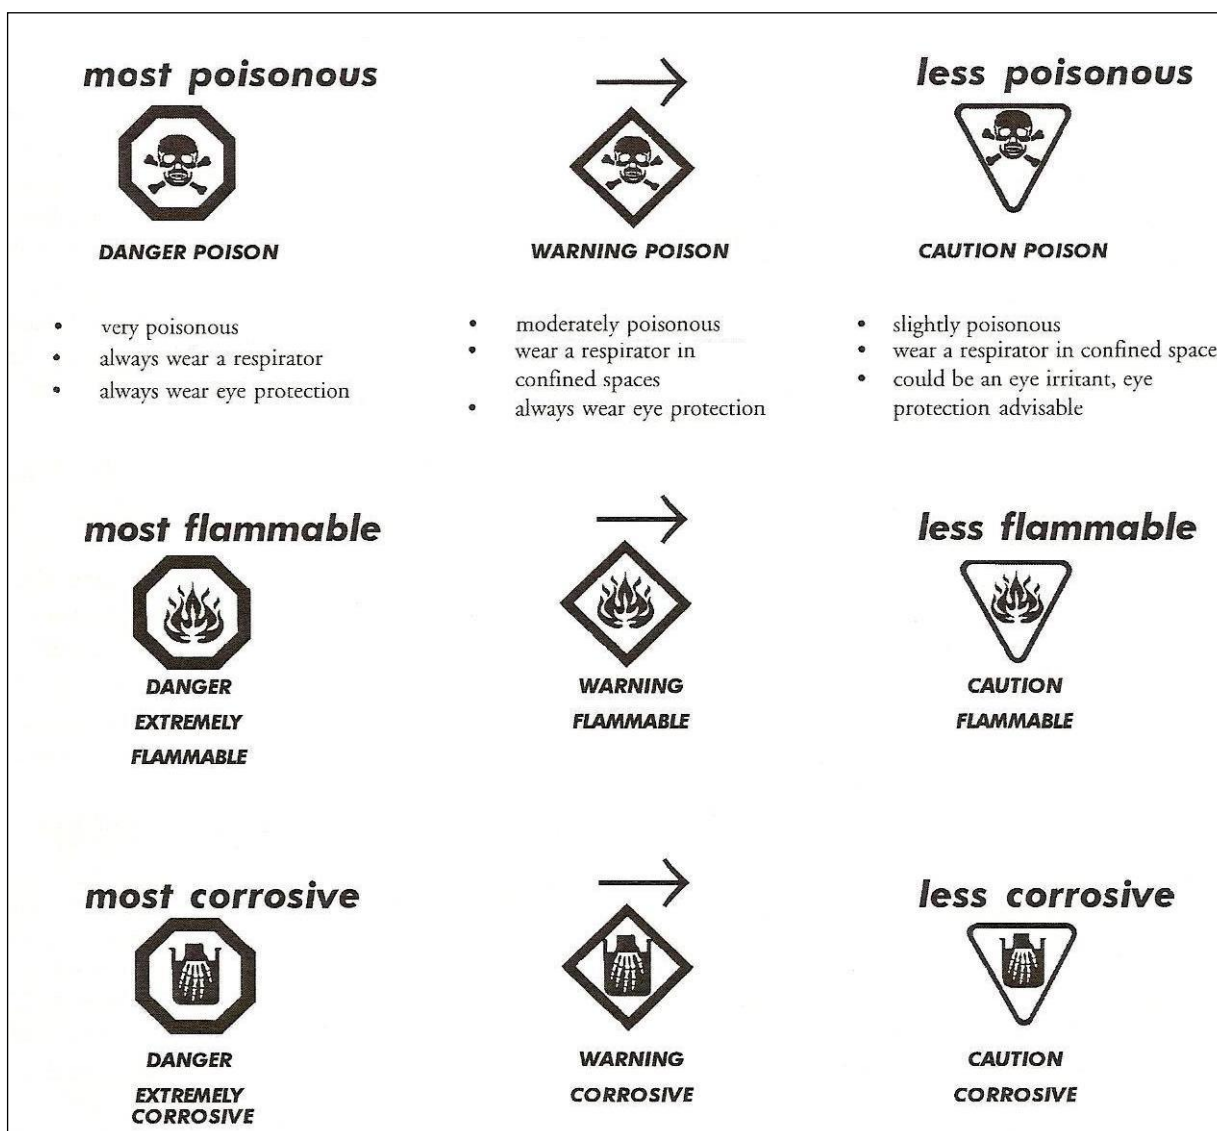 most poisonous
less poisonous
DANGER POISON
WARNING POISON
CAUTION POISON
• very poisonous
• always wear a respirator
• always wear eye protection
• moderately poisonous
• wear a respirator in
confined spaces
• always wear eye protection
• slightly poisonous
• wear a respirator in confined space
• could be an eye irritant, eye
protection advisable
most flammable
less flammable
DANGER
EXTREMELY
FLAMMABLE
WARNING
FLAMMABLE
CAUTION
FLAMMABLE
most corrosive
less corrosive
DANGER
EXTREMELY
CORROSIVE
WARNING
CORROSIVE
CAUTION
CORROSIVE